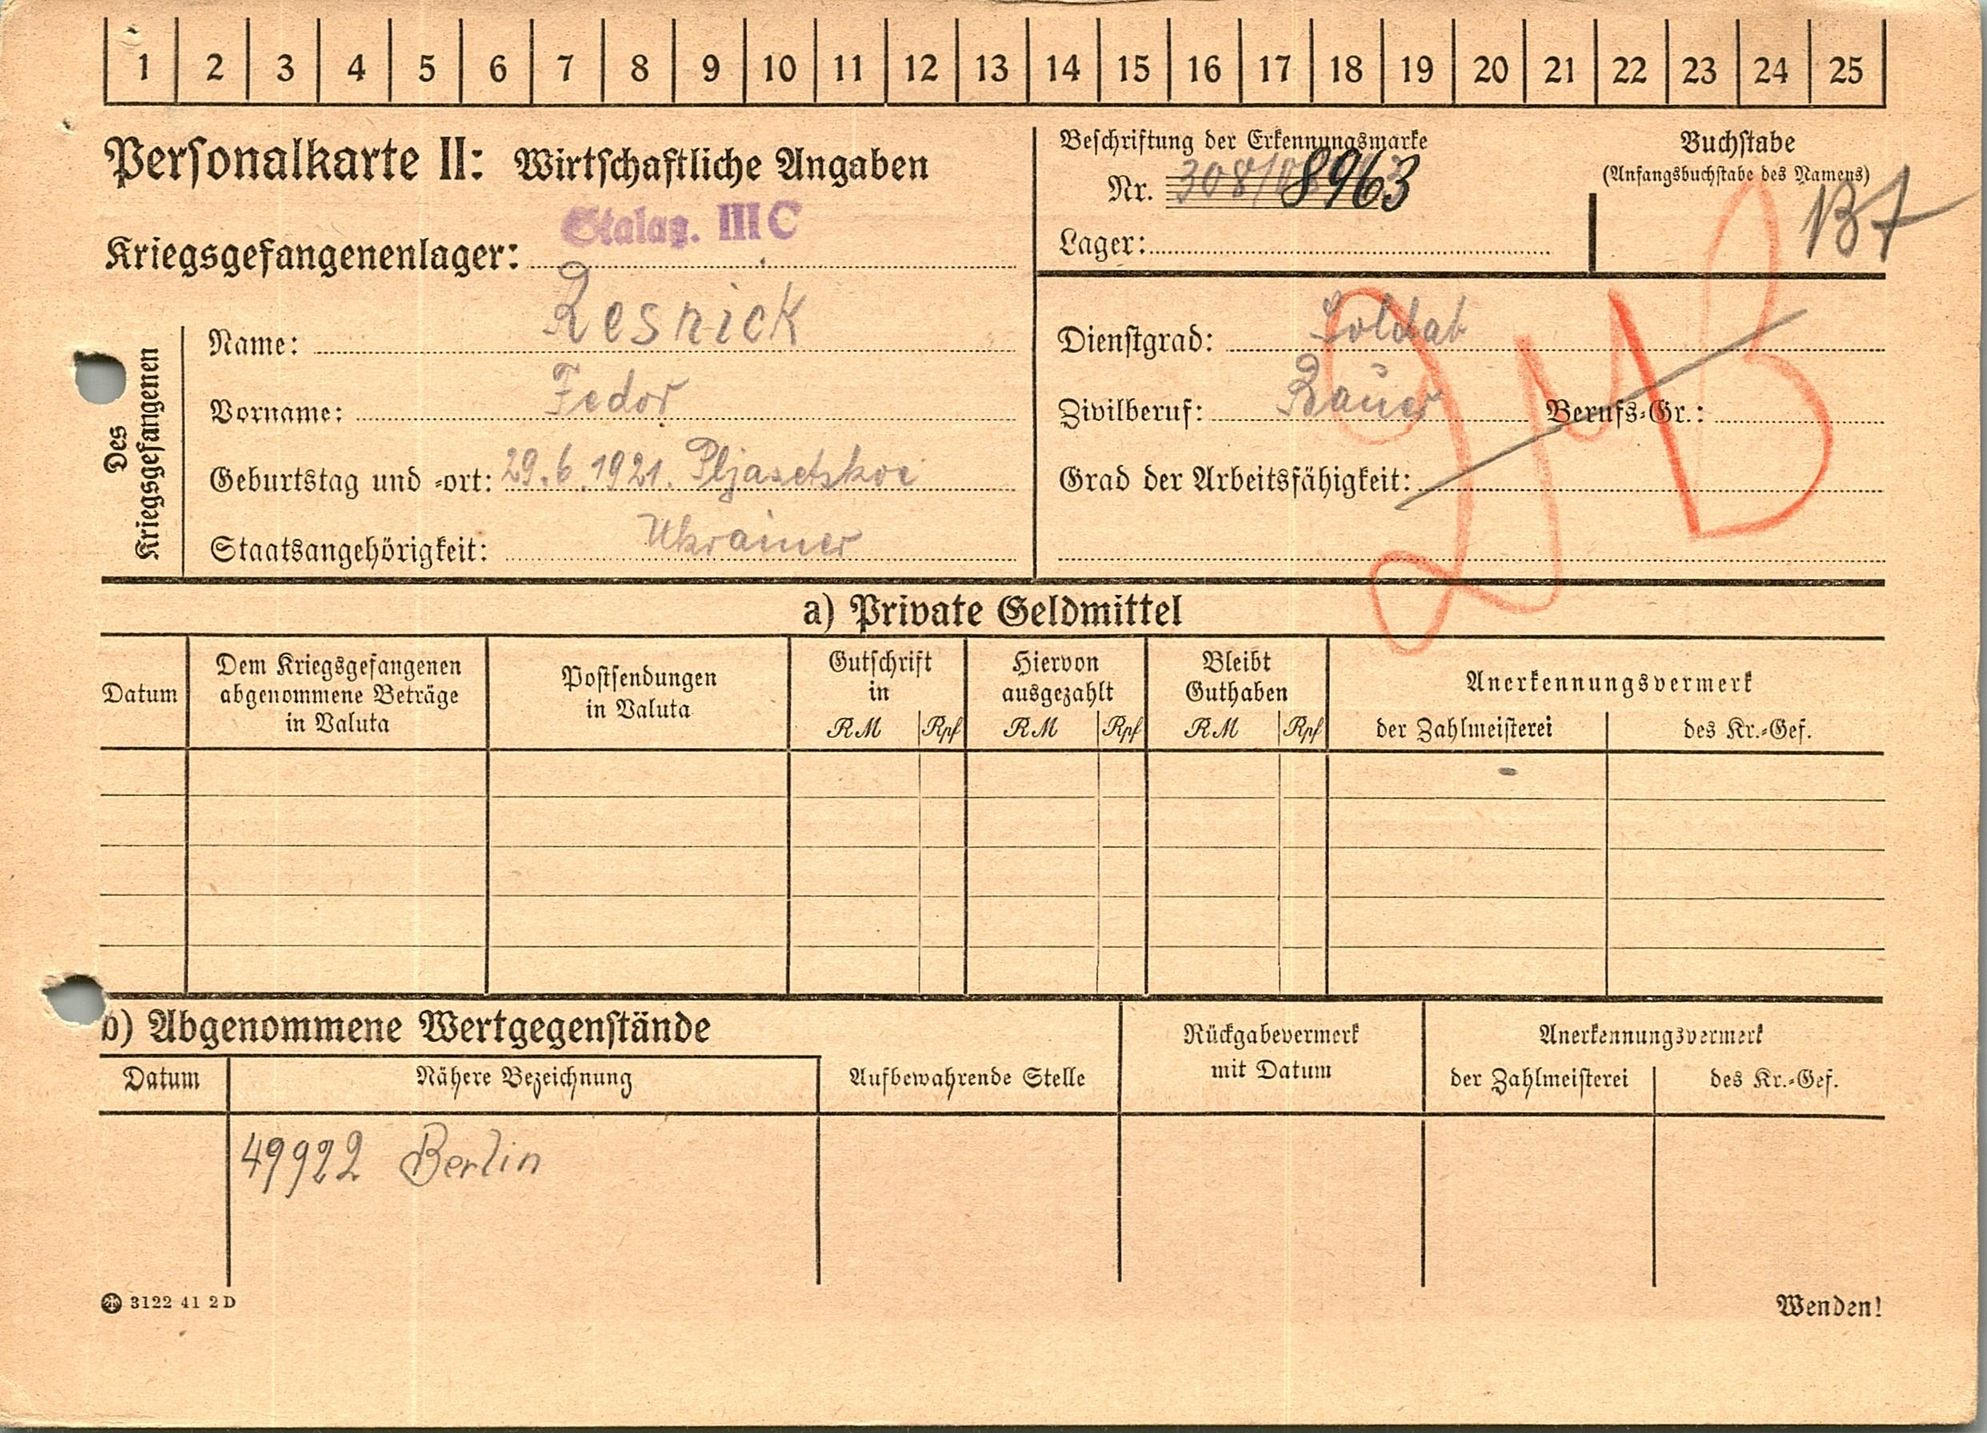 1 2 3 4 5 6 7 8 9 10 11 12 13 14 15 16 17 18 19 20 21 22 23 24 25
Personalkarte II: Wirtschaftliche Angaben
Beschriftung der Erkennungsmarke
Nr. 8963
Lager:
Buchstabe
(Anfangsbuchstabe des Namens)
Kriegsgefangenenlager: Stalag. III C
Des Kriegsgefangenen
Name: Resnick
Vorname: Fedor
Geburtstag und -ort: 29.6.1921. Pljasetzkoe
Staatsangehörigkeit: Ukrainer
Dienstgrad: Soldat
Zivilberuf: Bauer Berufs-Gr.:
Grad der Arbeitsfähigkeit:
a) Private Geldmittel
Datum
Dem Kriegsgefangenen
abgenommene Beträge
in Valuta
Postsendungen
in Valuta
Gutschrift
in
RM Rpf
Hiervon
ausgezahlt
RM Rpf
Bleibt
Guthaben
RM Rpf
Anerkennungsvermerk
der Zahlmeisterei
des Kr.-Gef.
b) Abgenommene Wertgegenstände
Datum
Nähere Bezeichnung
Aufbewahrende Stelle
Rückgabevermerk
mit Datum
Anerkennungsvermerk
der Zahlmeisterei
des Kr.-Gef.
49922 Berlin
3122 41 2 D
Wenden!